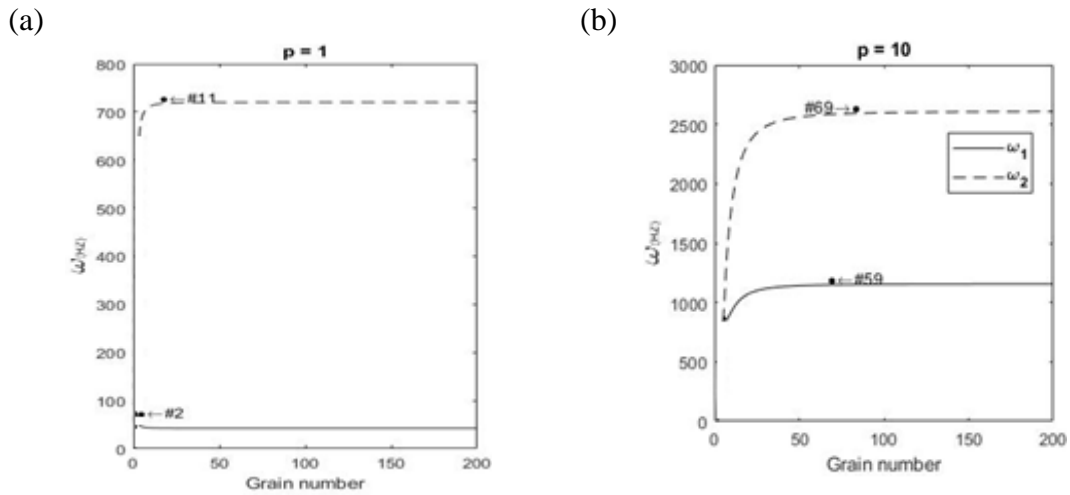 (a)
p = 1
800
700
600
500
400
300
200
100
0
←#11
←#2
ω(HZ)
0 50 100 150 200
Grain number
(b)
p = 10
3000
2500
2000
1500
1000
500
0
#69→
←#59
ω1
ω2
ω(HZ)
0 50 100 150 200
Grain number